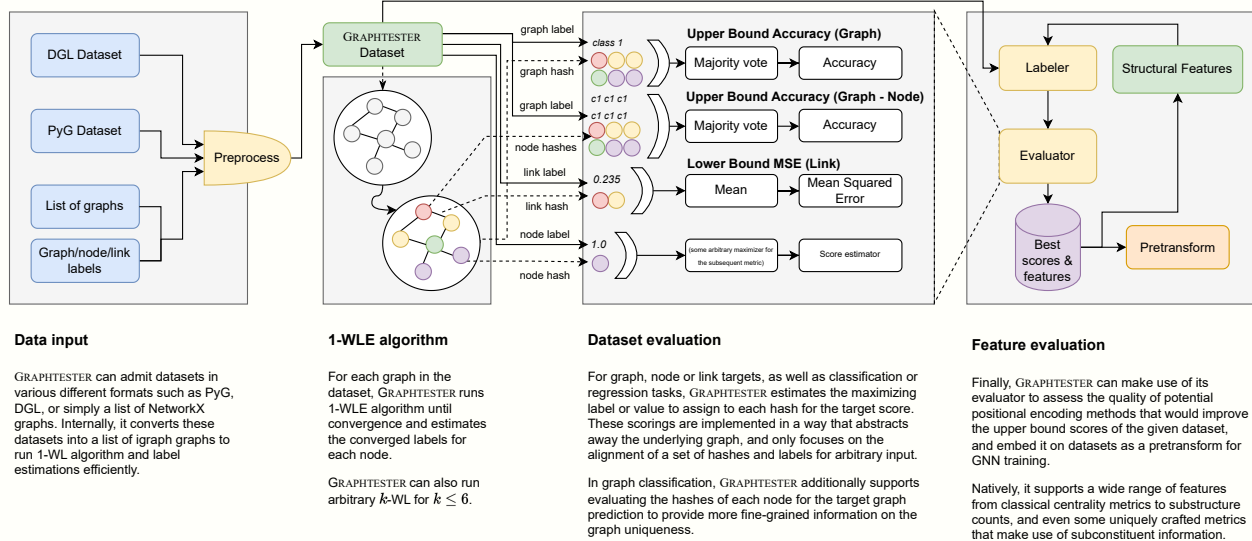 DGL Dataset
PyG Dataset
List of graphs
Graph/node/link
labels
Preprocess
GRAPHTESTER
Dataset
graph label
graph hash
graph label
node hashes
link label
link hash
node label
node hash
class 1
Upper Bound Accuracy (Graph)
Majority vote
Accuracy
c1 c1 c1
c1 c1 c1
Upper Bound Accuracy (Graph - Node)
Majority vote
Accuracy
0.235
Lower Bound MSE (Link)
Mean
Mean Squared
Error
1.0
(some arbitrary maximizer for
the subsequent metric)
Score estimator
Labeler
Structural Features
Evaluator
Best
scores &
features
Pretransform
Data input
GRAPHTESTER can admit datasets in
various different formats such as PyG,
DGL, or simply a list of NetworkX
graphs. Internally, it converts these
these datasets into a list of igraph graphs to
run 1-WL algorithm and label
estimations efficiently.
1-WLE algorithm
For each graph in the
dataset, GRAPHTESTER runs
1-WLE algorithm until
convergence and estimates
the converged labels for
each node.
GRAPHTESTER can also run
arbitrary k-WL for k ≤ 6.
Dataset evaluation
For graph, node or link targets, as well as classification or
regression tasks, GRAPHTESTER estimates the maximizing
label or value to assign to each hash for the target score.
These scorings are implemented in a way that abstracts
away the underlying graph, and only focuses on the
alignment of a set of hashes and labels for arbitrary input.
In graph classification, GRAPHTESTER additionally supports
evaluating the hashes of each node for the target graph
prediction to provide more fine-grained information on the
graph uniqueness.
Feature evaluation
Finally, GRAPHTESTER can make use of its
evaluator to assess the quality of potential
positional encoding methods that would improve
the upper bound scores of the given dataset,
and embed it on datasets as a pretransform for
GNN training.
Natively, it supports a wide range of features
from classical centrality metrics to substructure
counts, and even some uniquely crafted metrics
that make use of subconstituent information.